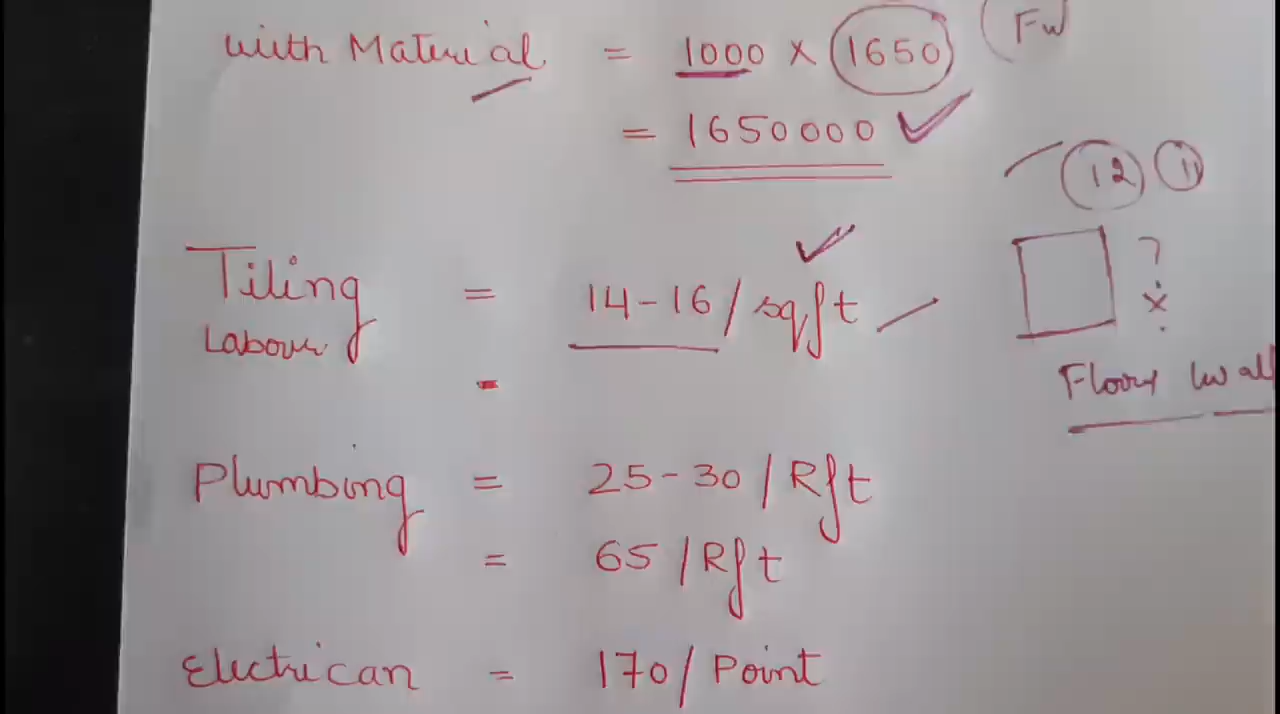 with Material = 1000 x 1650
Fw
= 1650000
12 11
Tiling = 14-16/sqft
Labour
? x
Floor wall
Plumbing = 25-30/Rft
= 65/Rft
Electrican = 170/Point